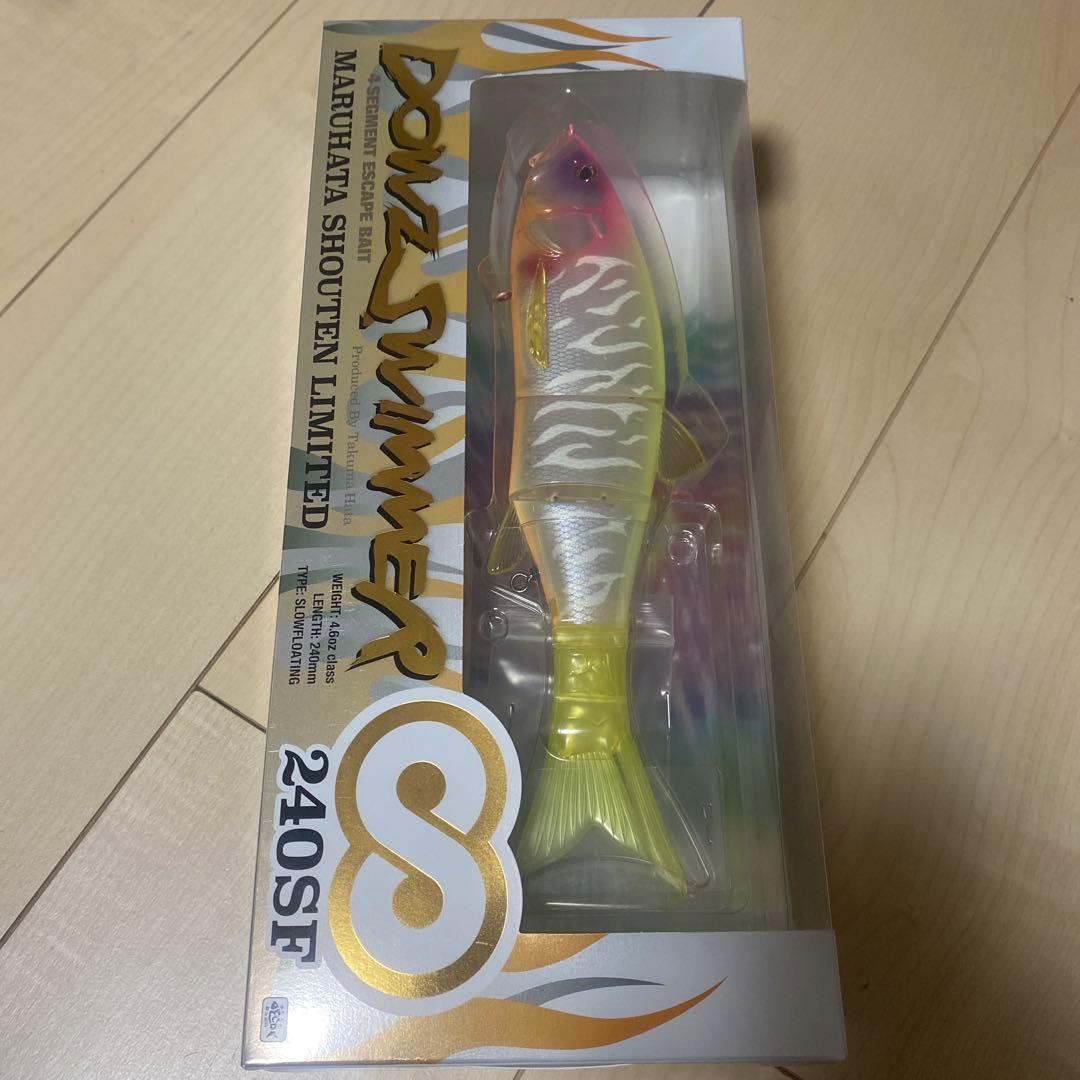 DOWZ SWIMMER
4-SEGMENT ESCAPE BAIT
Produced By Takuma Hata
MARUHATA SHOUTEN LIMITED
WEIGHT: 4.6oz class
LENGTH: 240mm
TYPE: SLOWFLOATING
240SF